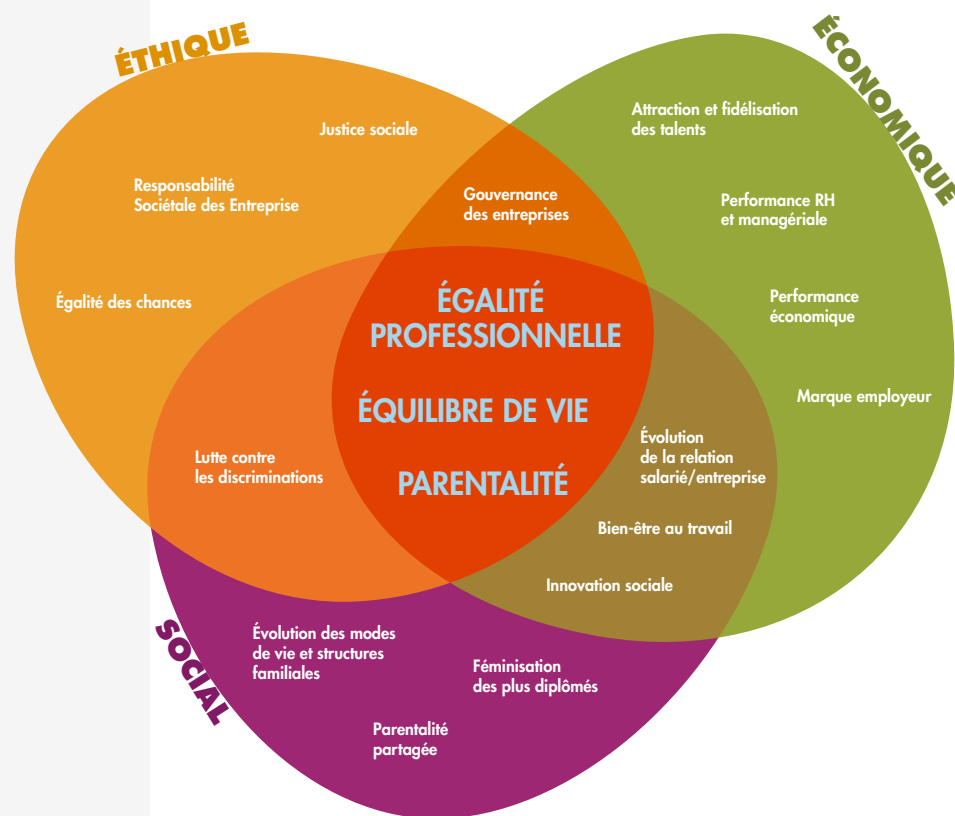 ÉTHIQUE
ÉCONOMIQUE
Justice sociale
Responsabilité
Sociétale des Entreprise
Égalité des chances
Attraction et fidélisation
des talents
Performance RH
et managériale
Performance
économique
Marque employeur
Gouvernance
des entreprises
ÉGALITÉ
PROFESSIONNELLE
ÉQUILIBRE DE VIE
PARENTALITÉ
Lutte contre
les discriminations
Évolution
de la relation
salarié/entreprise
Bien-être au travail
Innovation sociale
SOCIAL
Évolution des modes
de vie et structures
familiales
Féminisation
des plus diplômés
Parentalité
partagée